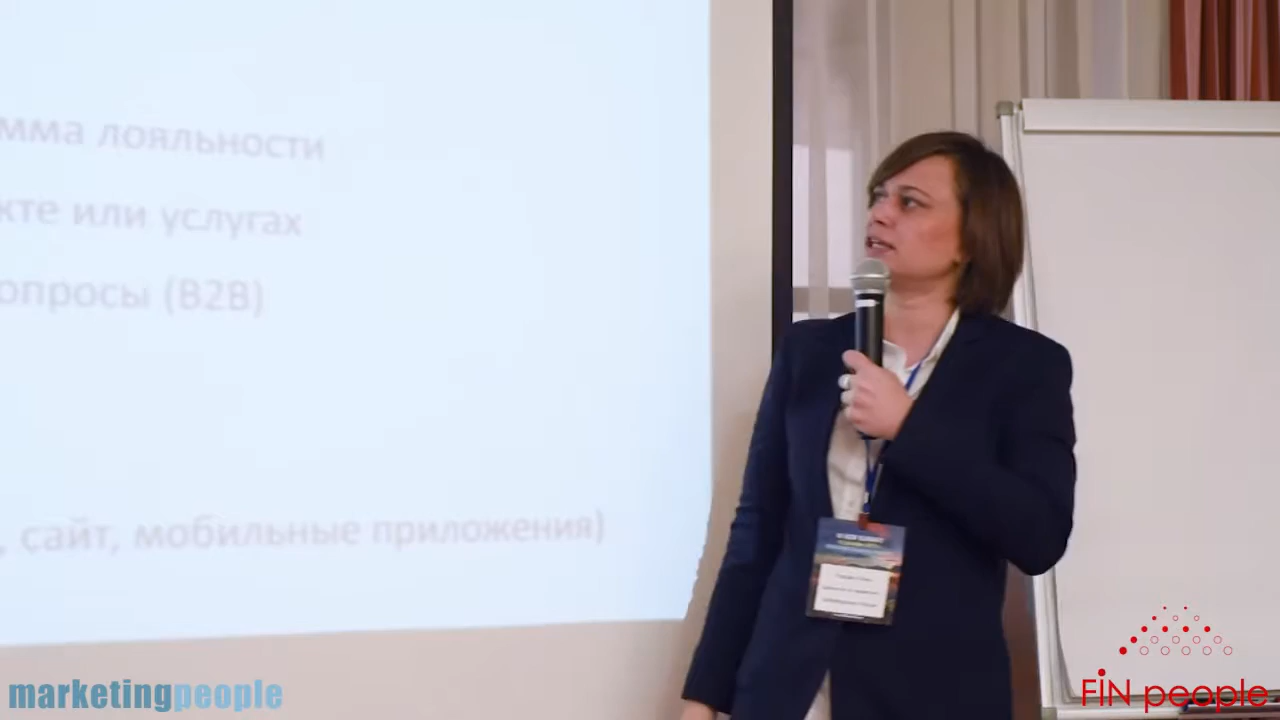 мма лояльности
кте или услугах
опросы (B2B)
, сайт, мобильные приложения)
marketingpeople
FiN people